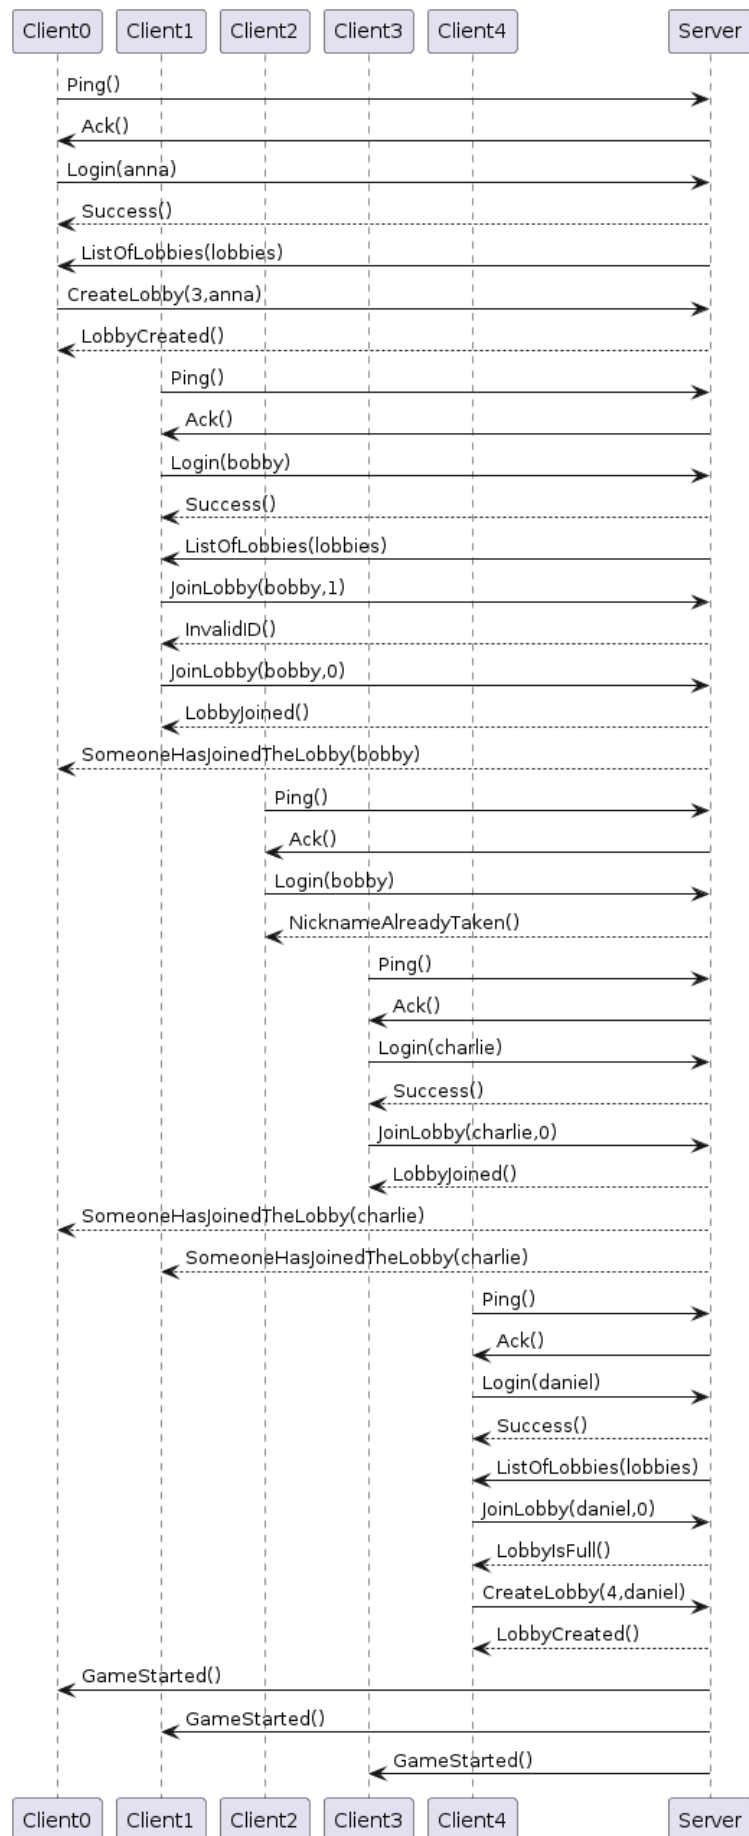 Client0 Client1 Client2 Client3 Client4 Server
Ping()
Ack()
Login(anna)
Success()
ListOfLobbies(lobbies)
CreateLobby(3,anna)
LobbyCreated()
Ping()
Ack()
Login(bobby)
Success()
ListOfLobbies(lobbies)
JoinLobby(bobby,1)
InvalidID()
JoinLobby(bobby,0)
LobbyJoined()
SomeoneHasJoinedTheLobby(bobby)
Ping()
Ack()
Login(bobby)
NicknameAlreadyTaken()
Ping()
Ack()
Login(charlie)
Success()
JoinLobby(charlie,0)
LobbyJoined()
SomeoneHasJoinedTheLobby(charlie)
SomeoneHasJoinedTheLobby(charlie)
Ping()
Ack()
Login(daniel)
Success()
ListOfLobbies(lobbies)
JoinLobby(daniel,0)
LobbyIsFull()
CreateLobby(4,daniel)
LobbyCreated()
GameStarted()
GameStarted()
GameStarted()
Client0 Client1 Client2 Client3 Client4 Server